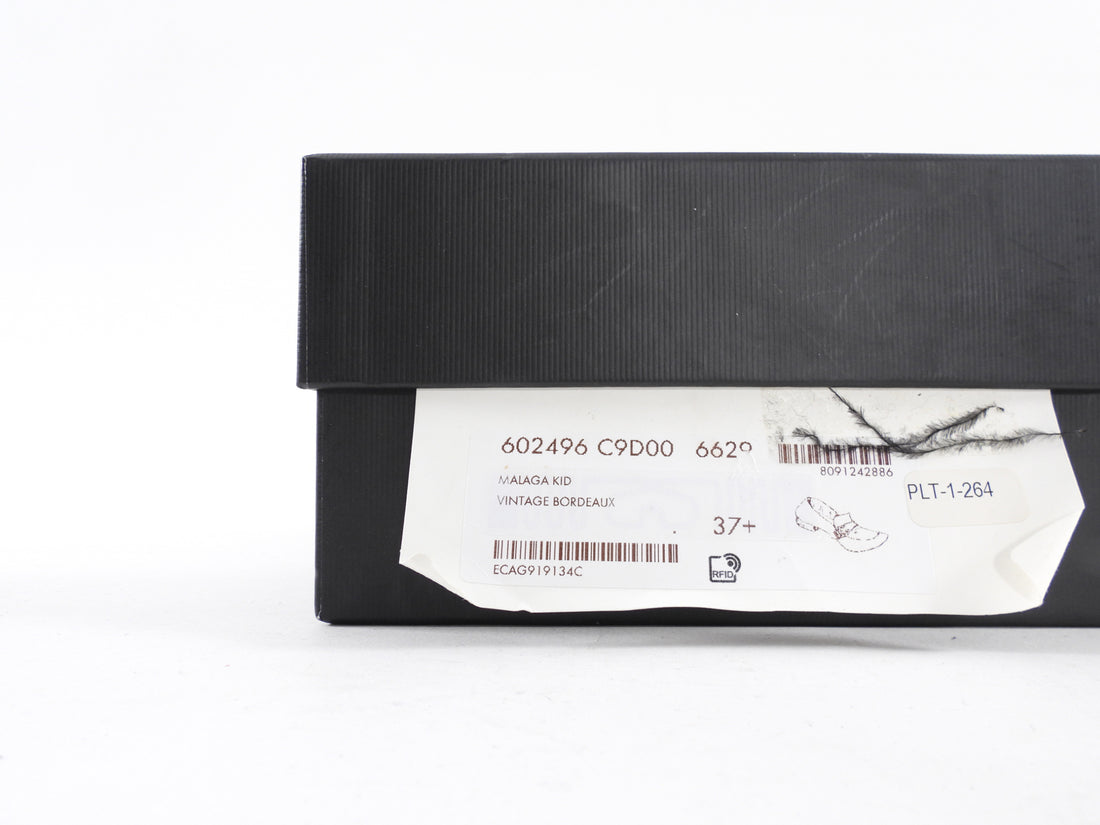 602496 C9D00 6629
8091242886
MALAGA KID
VINTAGE BORDEAUX
PLT-1-264
37+
ECAG919134C
RFID